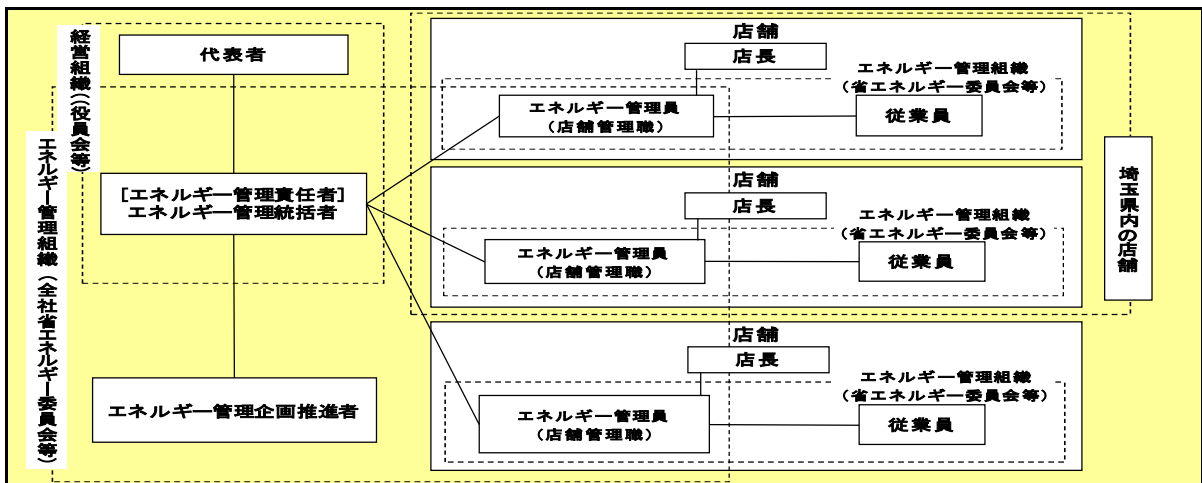 経営組織(役員会等)
代表者
[エネルギー管理責任者]
エネルギー管理統括者
エネルギー管理企画推進者
エネルギー管理組織(全社省エネルギー委員会等)
店舗
店長
エネルギー管理組織
(省エネルギー委員会等)
エネルギー管理員
(店舗管理職)
従業員
店舗
店長
エネルギー管理組織
(省エネルギー委員会等)
エネルギー管理員
(店舗管理職)
従業員
店舗
店長
エネルギー管理組織
(省エネルギー委員会等)
エネルギー管理員
(店舗管理職)
従業員
埼玉県内の店舗